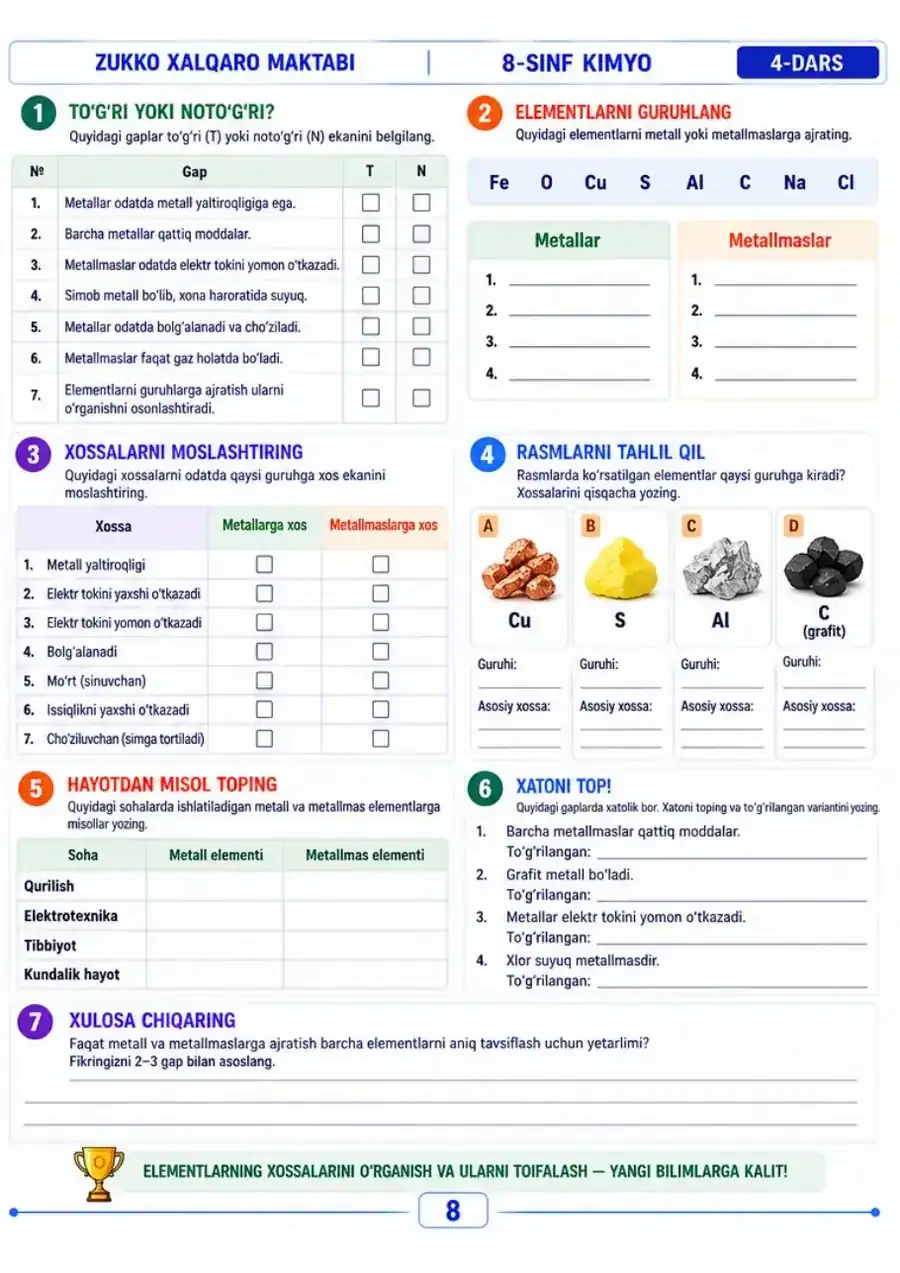 ZUKKO XALQARO MAKTABI | 8-SINF KIMYO 4-DARS
1 TO‘G‘RI YOKI NOTO‘G‘RI?
Quyidagi gaplar to‘g‘ri (T) yoki noto‘g‘ri (N) ekanini belgilang.
№ Gap T N
1. Metallar odatda metall yaltiroqligiga ega.
2. Barcha metallar qattiq moddalar.
3. Metallmaslar odatda elektr tokini yomon o‘tkazadi.
4. Simob metall bo‘lib, xona haroratida suyuq.
5. Metallar odatda bolg‘alanadi va cho‘ziladi.
6. Metallmaslar faqat gaz holatda bo‘ladi.
7. Elementlarni guruhlarga ajratish ularni
o‘rganishni osonlashtiradi.
2 ELEMENTLARNI GURUHLANG
Quyidagi elementlarni metall yoki metallmaslarga ajrating.
Fe O Cu S Al C Na Cl
Metallar Metallmaslar
1. 1.
2. 2.
3. 3.
4. 4.
3 XOSSALARNI MOSLASHTIRING
Quyidagi xossalarni odatda qaysi guruhga xos ekanini
moslashtiring.
Xossa Metallarga xos Metallmaslarga xos
1. Metall yaltiroqligi
2. Elektr tokini yaxshi o‘tkazadi
3. Elektr tokini yomon o‘tkazadi
4. Bolg‘alanadi
5. Mo‘rt (sinuvchan)
6. Issiqlikni yaxshi o‘tkazadi
7. Cho‘ziluvchan (simga tortiladi)
4 RASMLARNI TAHLIL QIL
Rasmlarda ko‘rsatilgan elementlar qaysi guruhga kiradi?
Xossalarini qisqacha yozing.
A B C D
Cu S Al C
(grafit)
Guruhi: Guruhi: Guruhi: Guruhi:
Asosiy xossa: Asosiy xossa: Asosiy xossa: Asosiy xossa:
5 HAYOTDAN MISOL TOPING
Quyidagi sohalarda ishlatiladigan metall va metallmas elementlarga
misollar yozing.
Soha Metall elementi Metallmas elementi
Qurilish
Elektrotexnika
Tibbiyot
Kundalik hayot
6 XATONI TOP!
Quyidagi gaplarda xatolik bor. Xatoni toping va to‘g‘rilangan variantini yozing.
1. Barcha metallmaslar qattiq moddalar.
To‘g‘rilangan:
2. Grafit metall bo‘ladi.
To‘g‘rilangan:
3. Metallar elektr tokini yomon o‘tkazadi.
To‘g‘rilangan:
4. Xlor suyuq metallmasdir.
To‘g‘rilangan:
7 XULOSA CHIQARING
Faqat metall va metallmaslarga ajratish barcha elementlarni aniq tavsiflash uchun yetarlimi?
Fikringizni 2–3 gap bilan asoslang.
ELEMENTLARNING XOSSALARINI O‘RGANISH VA ULARNI TOIFALASH — YANGI BILIMLARGA KALIT!
8